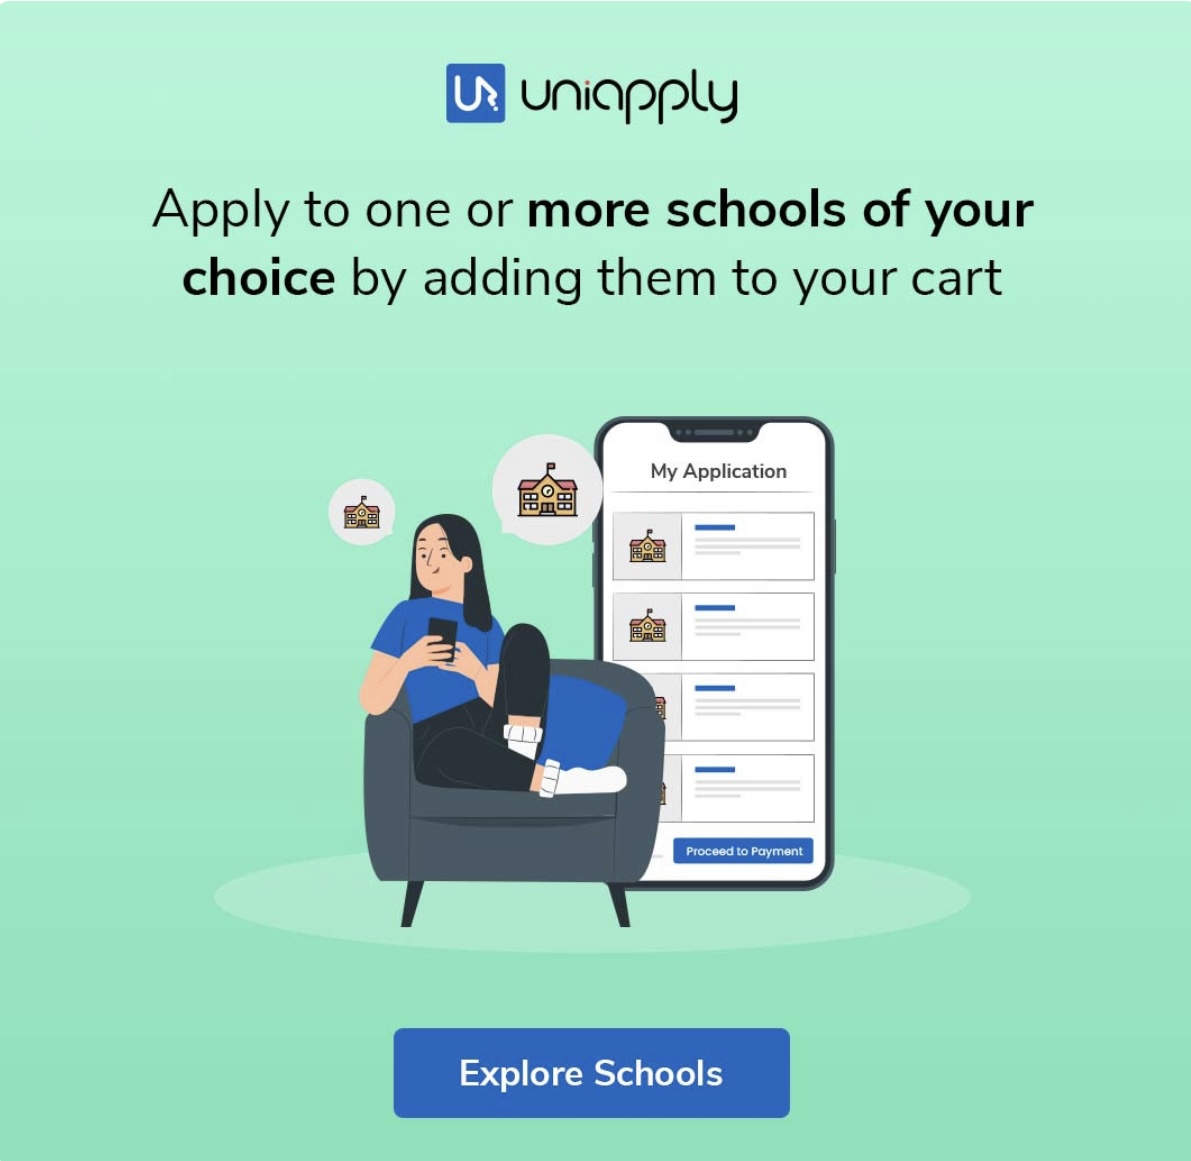 uniapply
Apply to one or more schools of your
choice by adding them to your cart
My Application
Proceed to Payment
Explore Schools